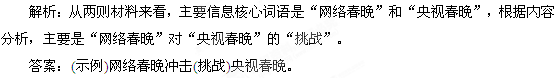 解析：从两则材料来看，主要信息核心词语是“网络春晚”和“央视春晚”，根据内容
分析，主要是“网络春晚”对“央视春晚”的“挑战”。
答案：(示例)网络春晚冲击(挑战)央视春晚。